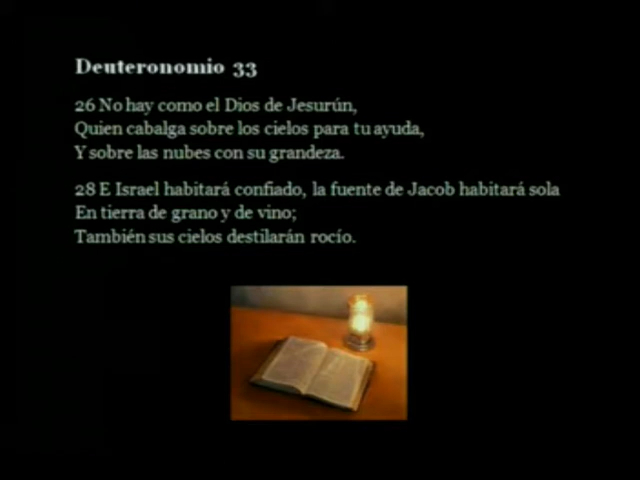 Deuteronomio 33
26 No hay como el Dios de Jesurún,
Quien cabalga sobre los cielos para tu ayuda,
Y sobre las nubes con su grandeza.
28 E Israel habitará confiado, la fuente de Jacob habitará sola
En tierra de grano y de vino;
También sus cielos destilarán rocío.